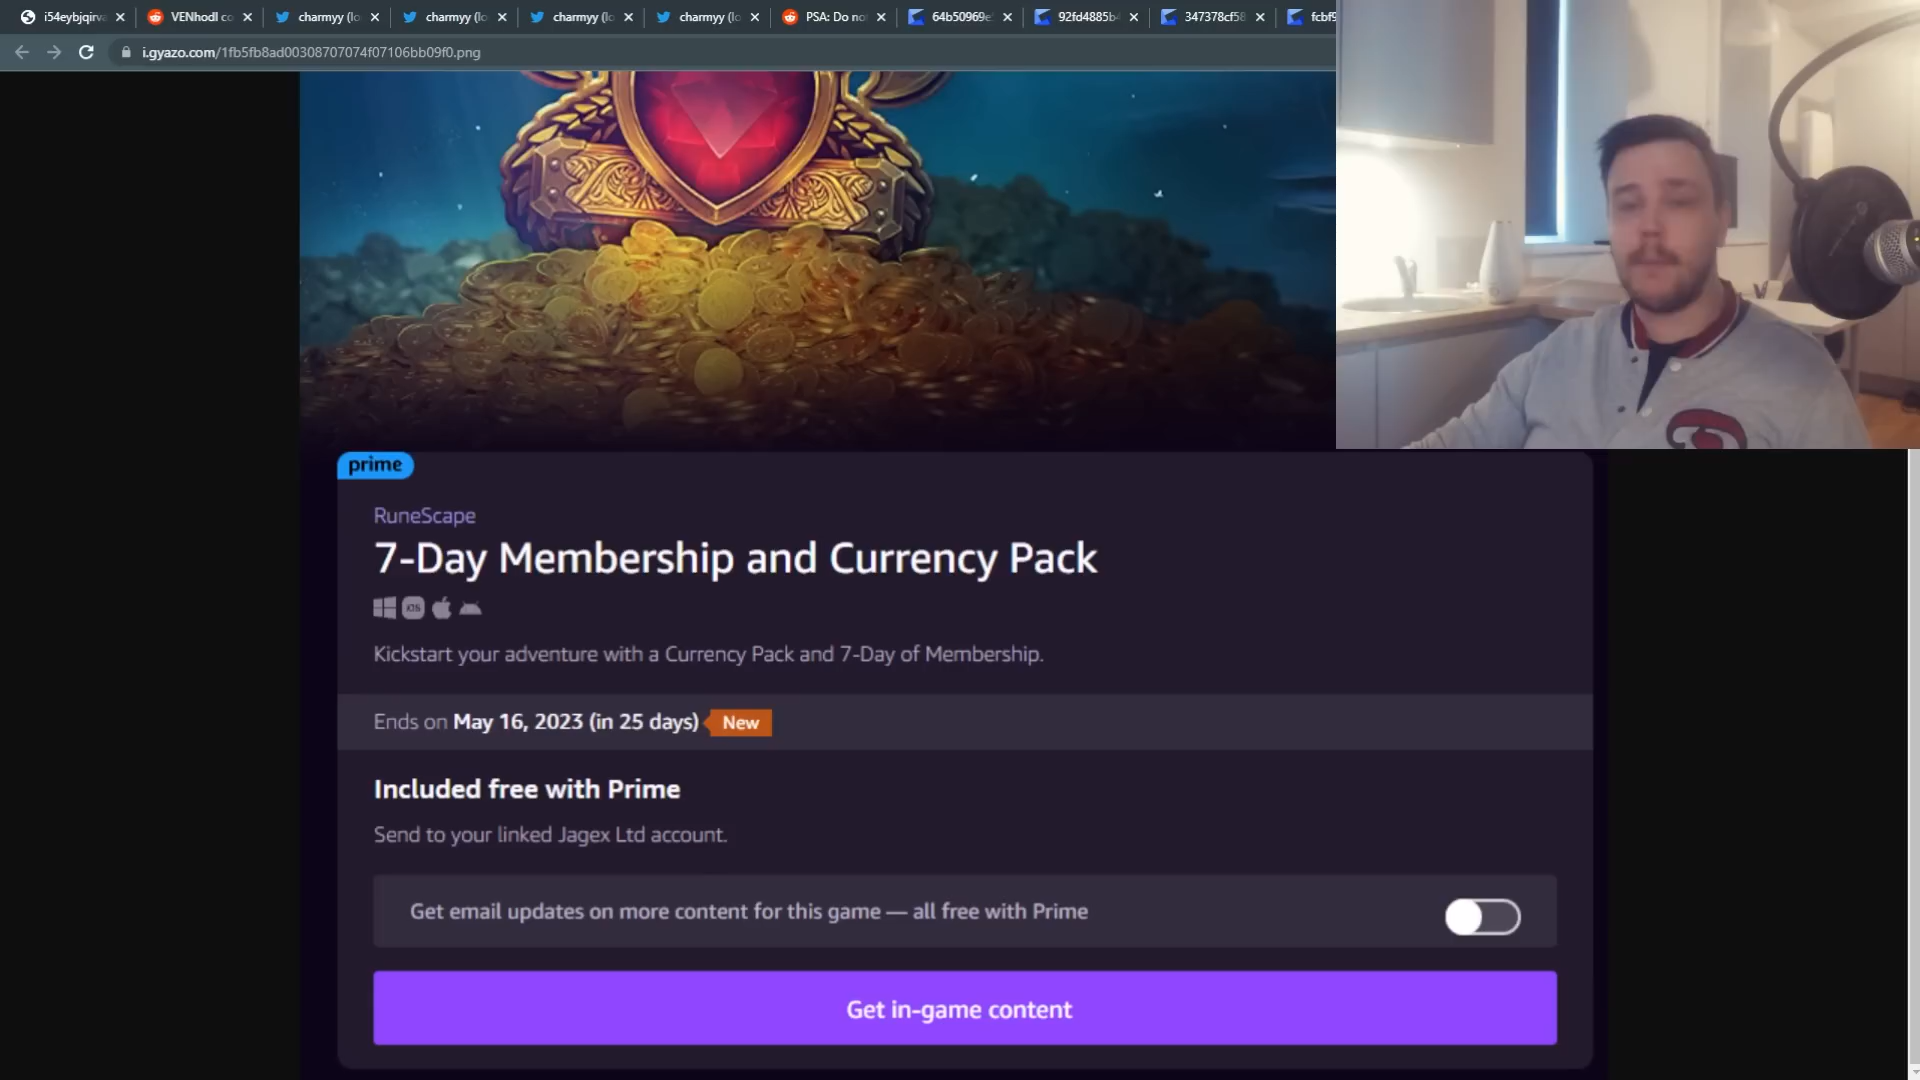 i54eybjqirv
VENhodl co
charmyy (lo
charmyy (lo
charmyy (lo
charmyy (lo
PSA: Do no
64b50969e
92fd4885b
347378cf58
fcbf9
i.gyazo.com/1fb5fb8ad00308707074f07106bb09f0.png
prime
RuneScape
7-Day Membership and Currency Pack
iOS
Kickstart your adventure with a Currency Pack and 7-Day of Membership.
Ends on May 16, 2023 (in 25 days) New
Included free with Prime
Send to your linked Jagex Ltd account.
Get email updates on more content for this game — all free with Prime
Get in-game content